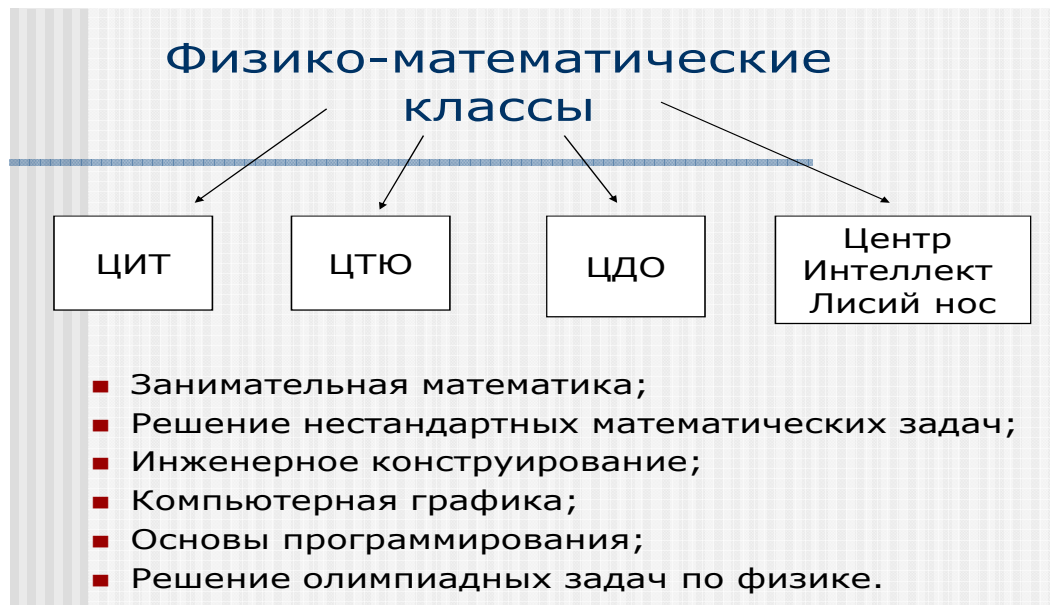 Физико-математические
классы
ЦИТ
ЦТЮ
ЦДО
Центр
Интеллект
Лисий нос
Занимательная математика;
Решение нестандартных математических задач;
Инженерное конструирование;
Компьютерная графика;
Основы программирования;
Решение олимпиадных задач по физике.